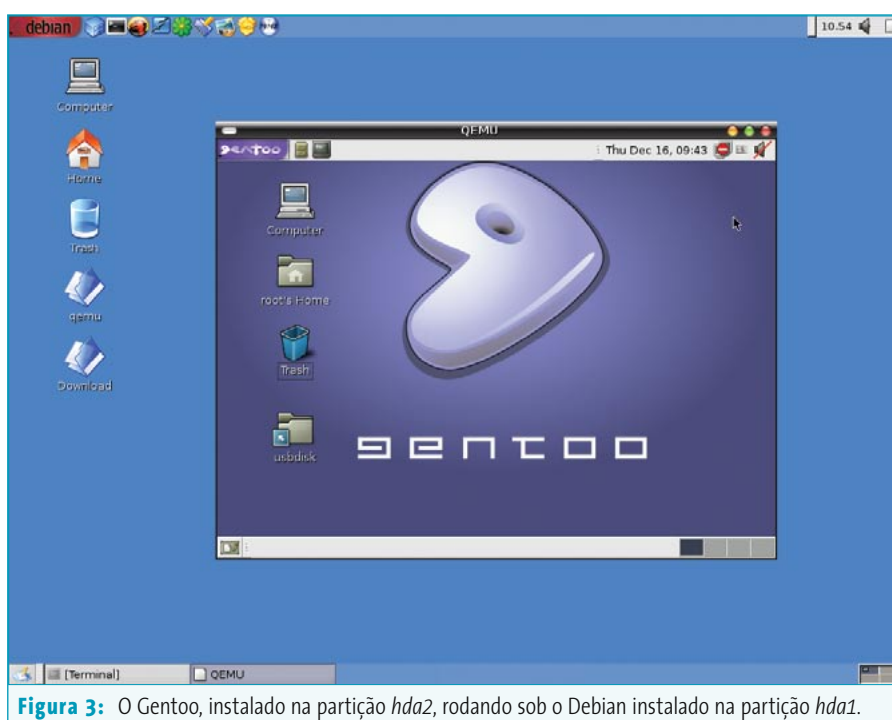 debian
10.54
Computer
Home
Trash
qemu
Download
QEMU
gentoo
Thu Dec 16, 09:43
Computer
root's Home
Trash
usbdisk
gentoo
[Terminal]
QEMU
Figura 3: O Gentoo, instalado na partição hda2, rodando sob o Debian instalado na partição hda1.